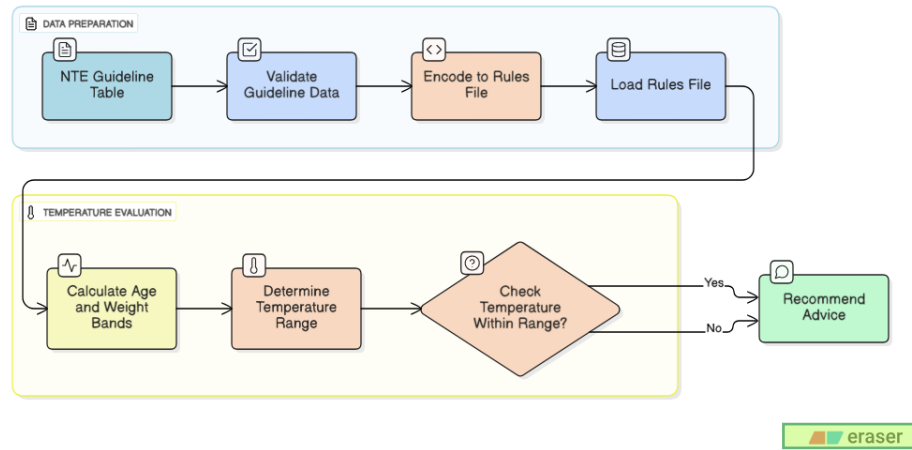 DATA PREPARATION
NTE Guideline
Table
Validate
Guideline Data
Encode to Rules
File
Load Rules File
TEMPERATURE EVALUATION
Calculate Age
and Weight
Bands
Determine
Temperature
Range
Check
Temperature
Within Range?
Yes
No
Recommend
Advice
eraser